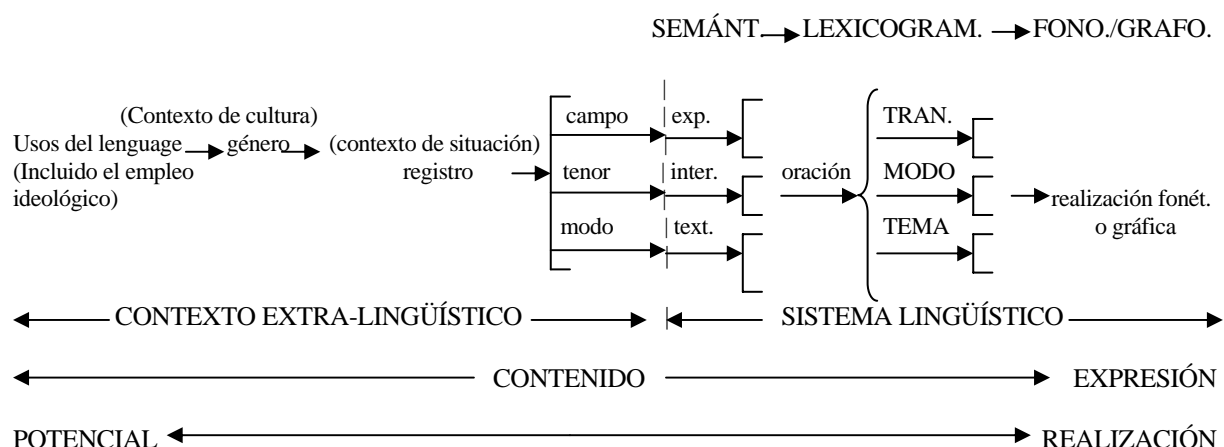 SEMÁNT. LEXICOGRAM. FONO./GRAFO.
(Contexto de cultura)
campo exp. TRAN.
Usos del lenguage género (contexto de situación)
(Incluido el empleo registro tenor inter. oración MODO realización fonét.
ideológico) o gráfica
modo text. TEMA
CONTEXTO EXTRA-LINGÜÍSTICO SISTEMA LINGÜÍSTICO
CONTENIDO EXPRESIÓN
POTENCIAL REALIZACIÓN